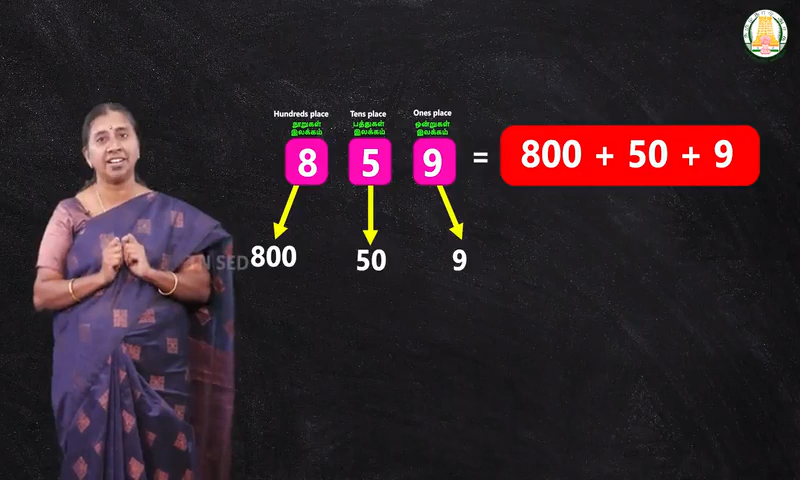 Hundreds place
நூறுகள்
இலக்கம்
Tens place
பத்துகள்
இலக்கம்
Ones place
ஒன்றுகள்
இலக்கம்
8 5 9 = 800 + 50 + 9
800 50 9
N SED